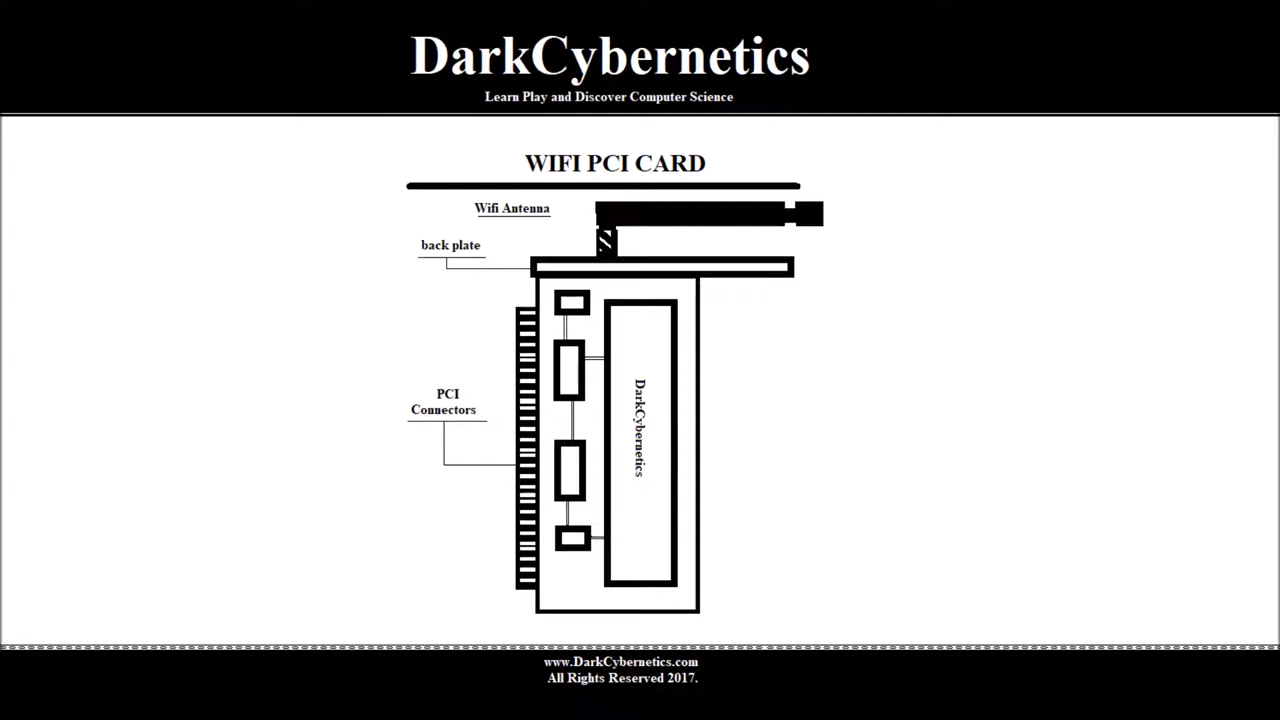 DarkCybernetics
Learn Play and Discover Computer Science
WIFI PCI CARD
Wifi Antenna
back plate
PCI
Connectors
DarkCybernetics
www.DarkCybernetics.com
All Rights Reserved 2017.